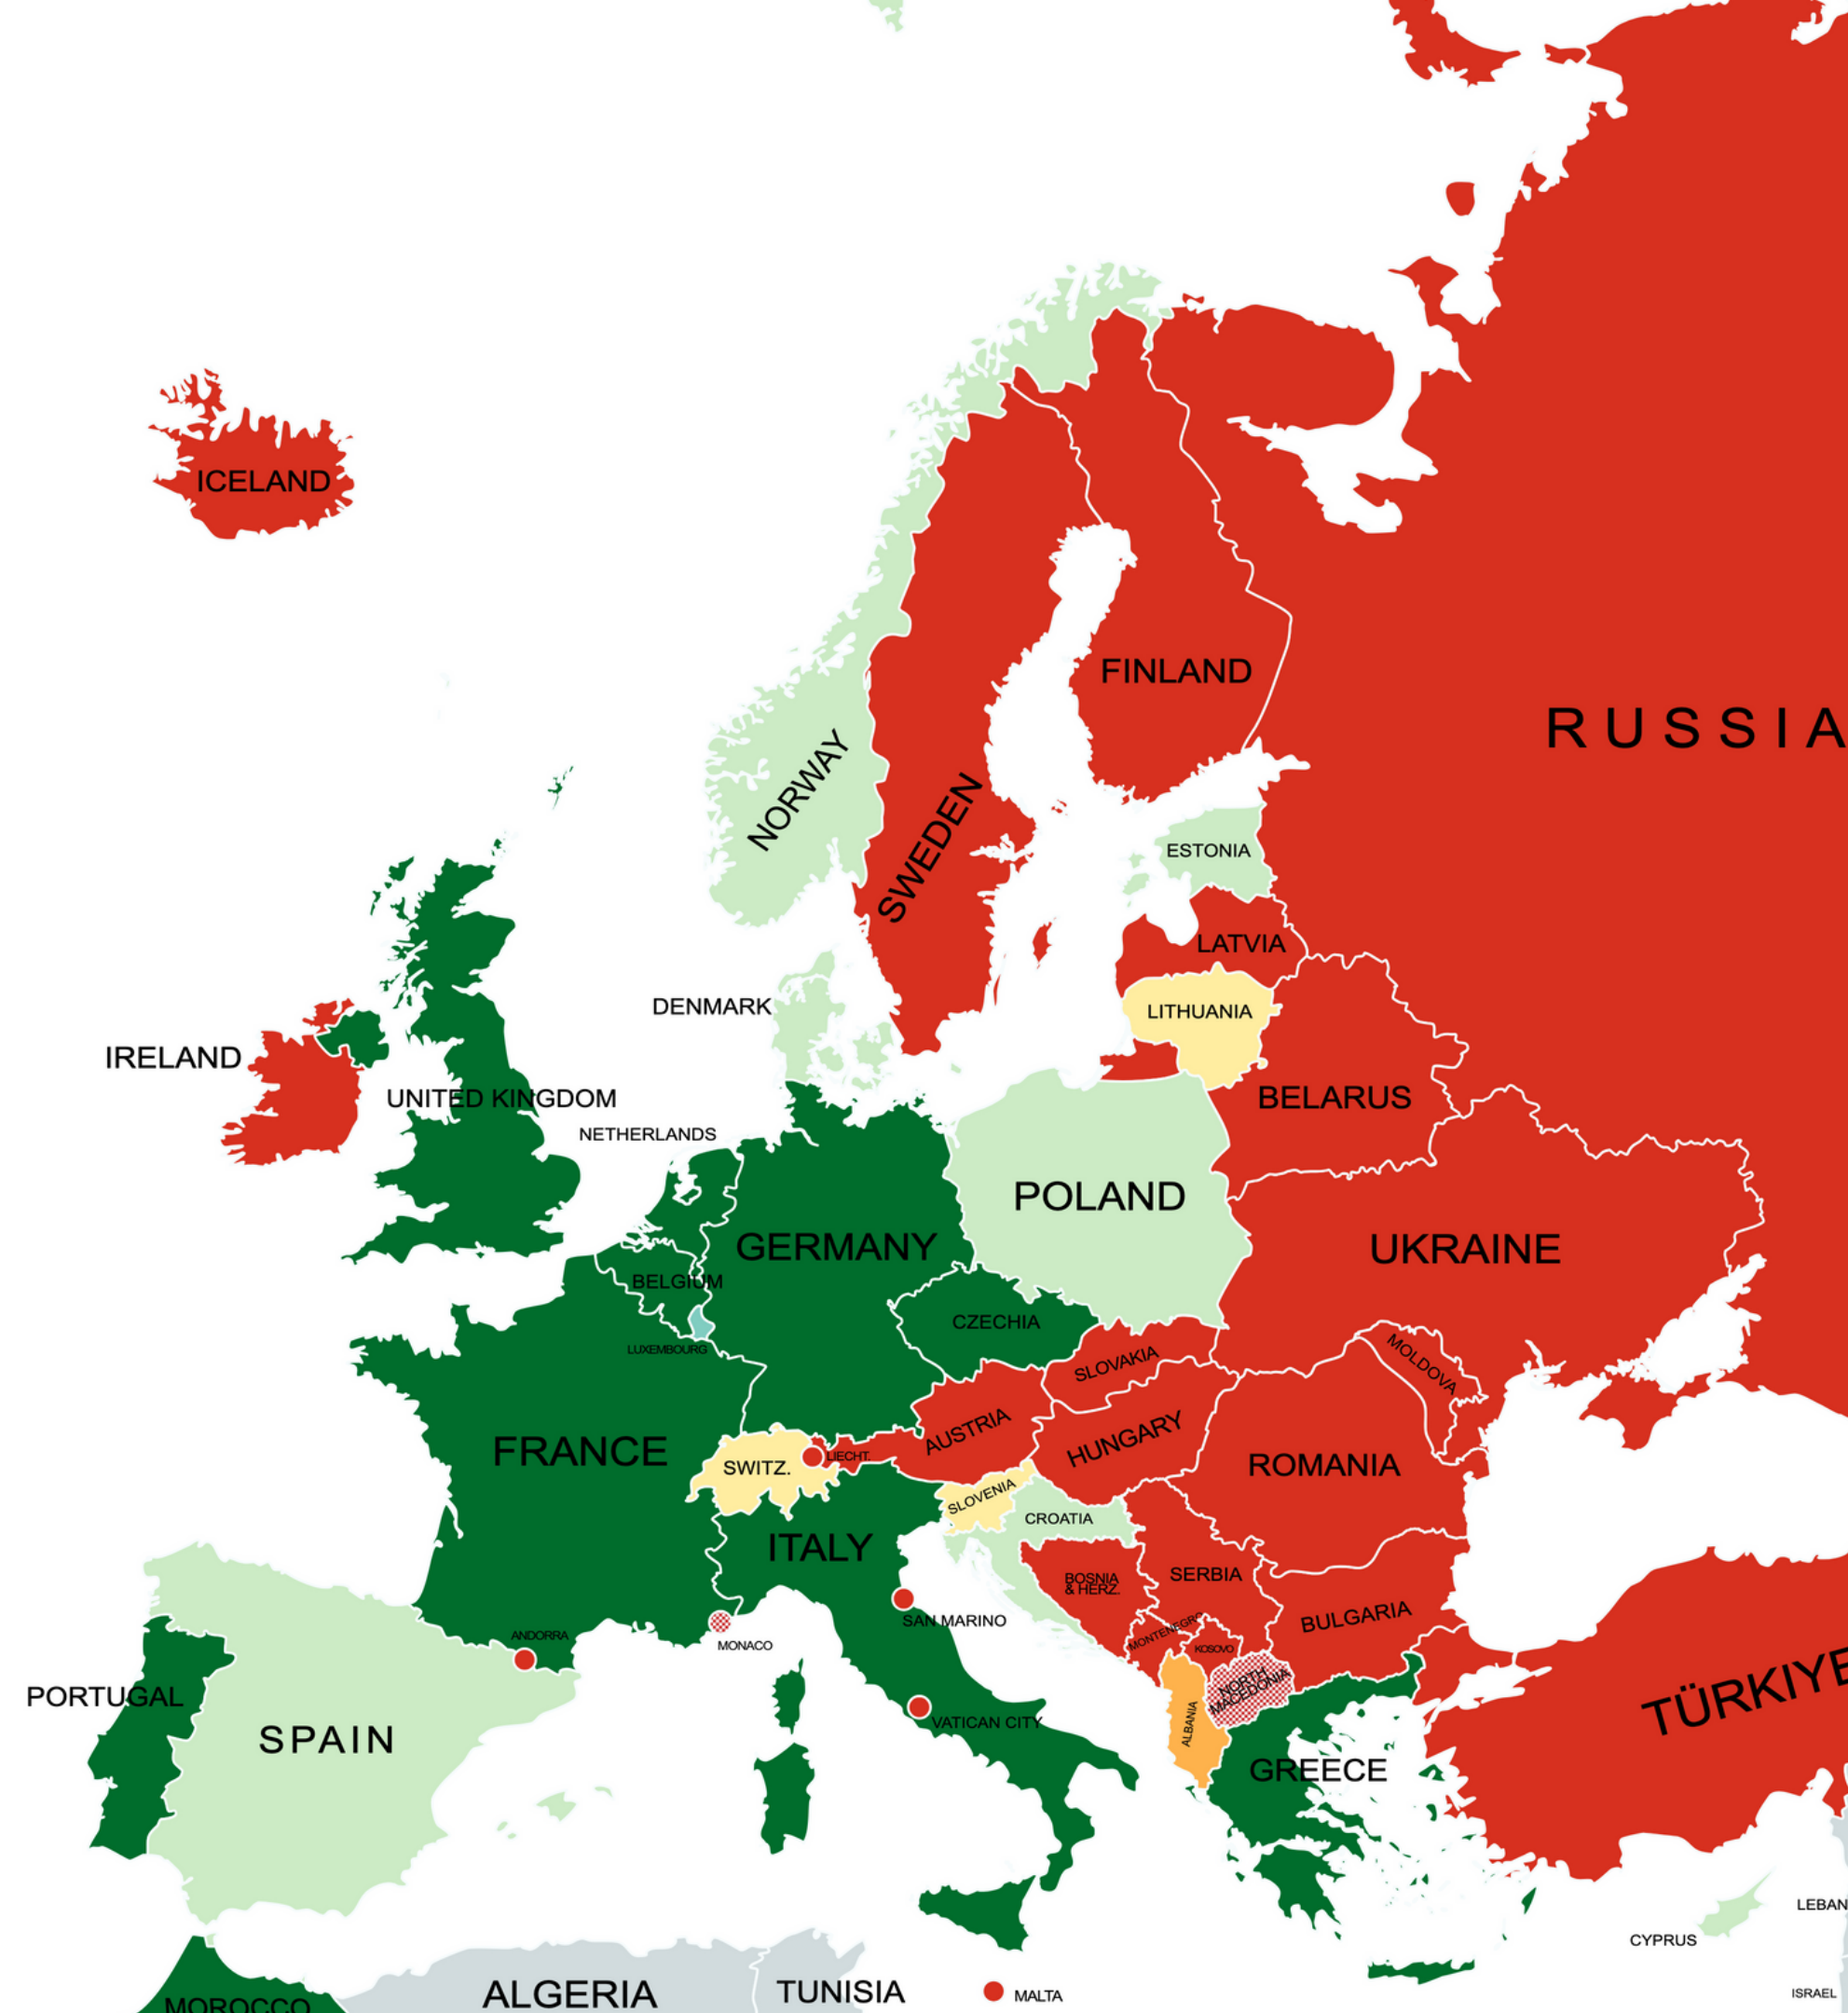 ICELAND
RUSSIA
FINLAND
NORWAY
SWEDEN
ESTONIA
LATVIA
LITHUANIA
DENMARK
IRELAND
UNITED KINGDOM
NETHERLANDS
BELARUS
POLAND
GERMANY
UKRAINE
BELGIUM
CZECHIA
LUXEMBOURG
SLOVAKIA
MOLDOVA
AUSTRIA
HUNGARY
FRANCE
SWITZ.
LIECHT.
ROMANIA
SLOVENIA
CROATIA
ITALY
BOSNIA
& HERZ.
SERBIA
BULGARIA
SAN MARINO
MONACO
ANDORRA
MONTENEGRO
KOSOVO
NORTH
MACEDONIA
PORTUGAL
SPAIN
VATICAN CITY
ALBANIA
GREECE
TÜRKIYE
CYPRUS
LEBAN
ALGERIA
TUNISIA
MALTA
ISRAEL
MOROCCO